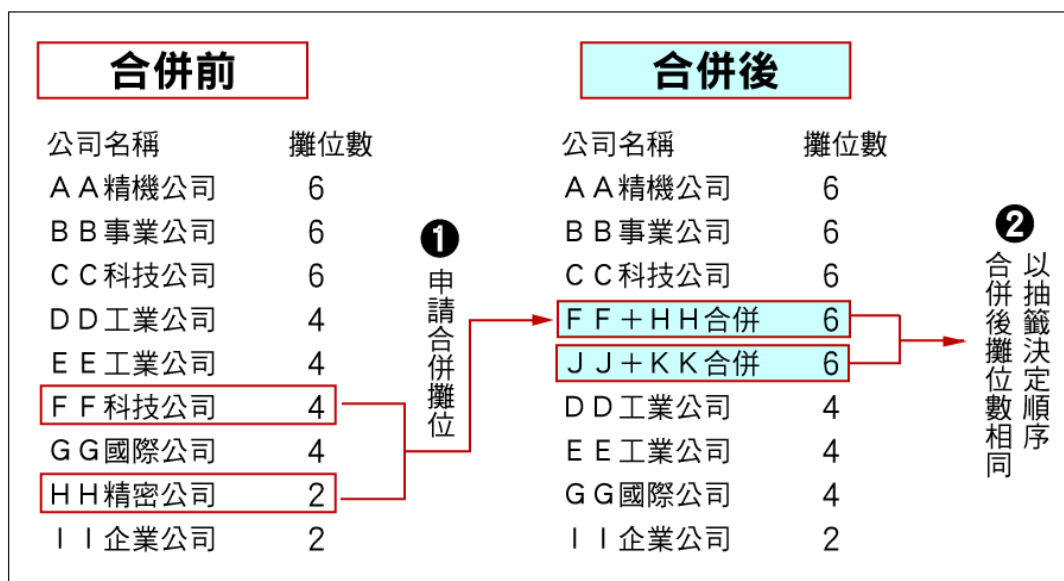 合併前
公司名稱 攤位數
ＡＡ精機公司 6
ＢＢ事業公司 6
ＣＣ科技公司 6
ＤＤ工業公司 4
ＥＥ工業公司 4
ＦＦ科技公司 4
ＧＧ國際公司 4
ＨＨ精密公司 2
ＩＩ企業公司 2
❶
申請合併攤位
合併後
公司名稱 攤位數
ＡＡ精機公司 6
ＢＢ事業公司 6
ＣＣ科技公司 6
ＦＦ＋ＨＨ合併 6
ＪＪ＋ＫＫ合併 6
ＤＤ工業公司 4
ＥＥ工業公司 4
ＧＧ國際公司 4
ＩＩ企業公司 2
❷
合併後攤位數相同
以抽籤決定順序